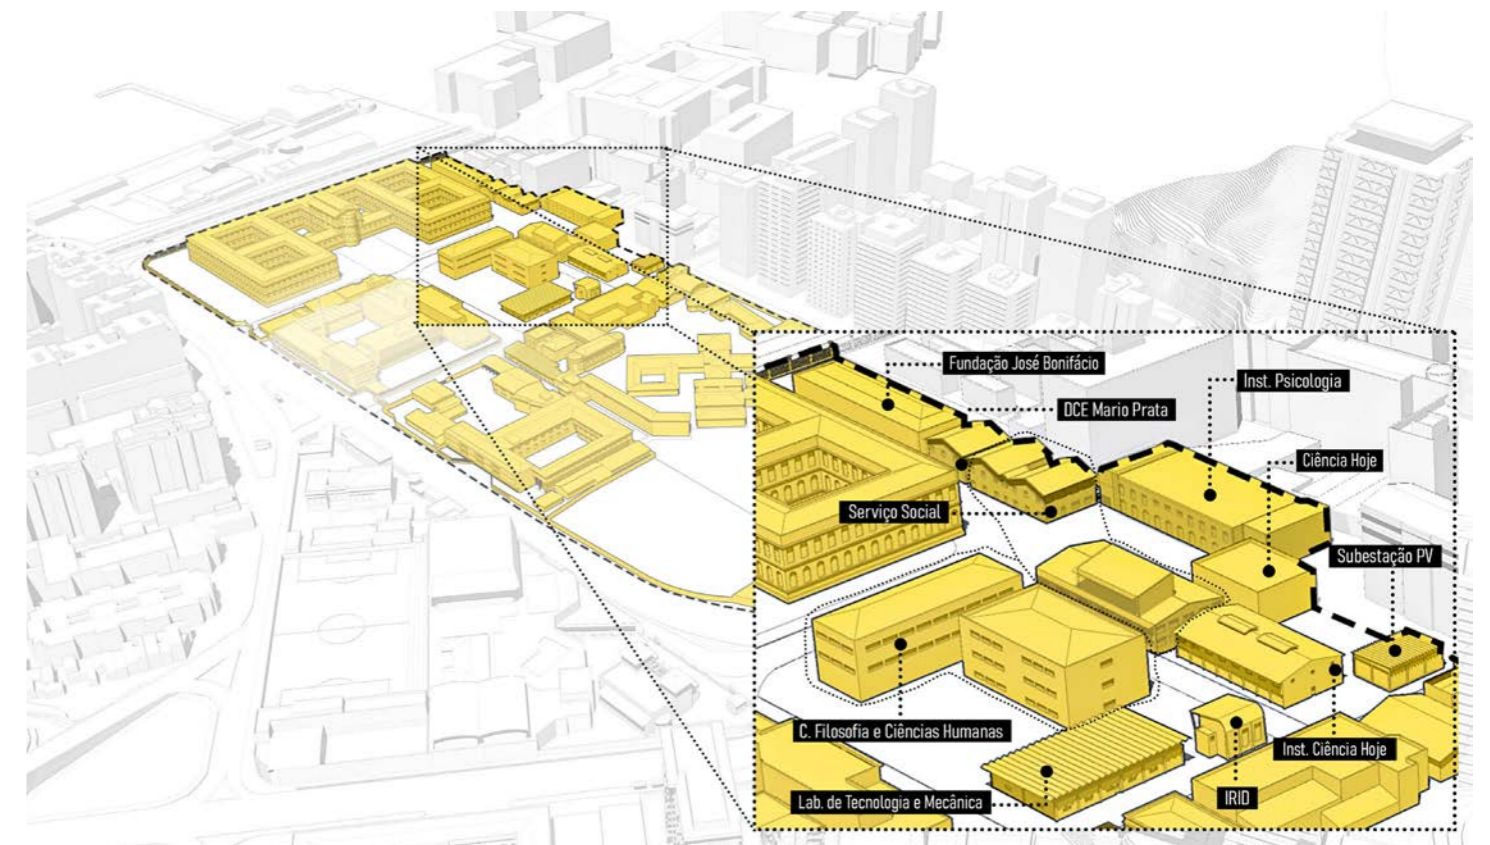 Fundação José Bonifácio
Inst. Psicologia
DCE Mario Prata
Ciência Hoje
Serviço Social
Subestação PV
C. Filosofia e Ciências Humanas
Inst. Ciência Hoje
Lab. de Tecnologia e Mecânica
IRID